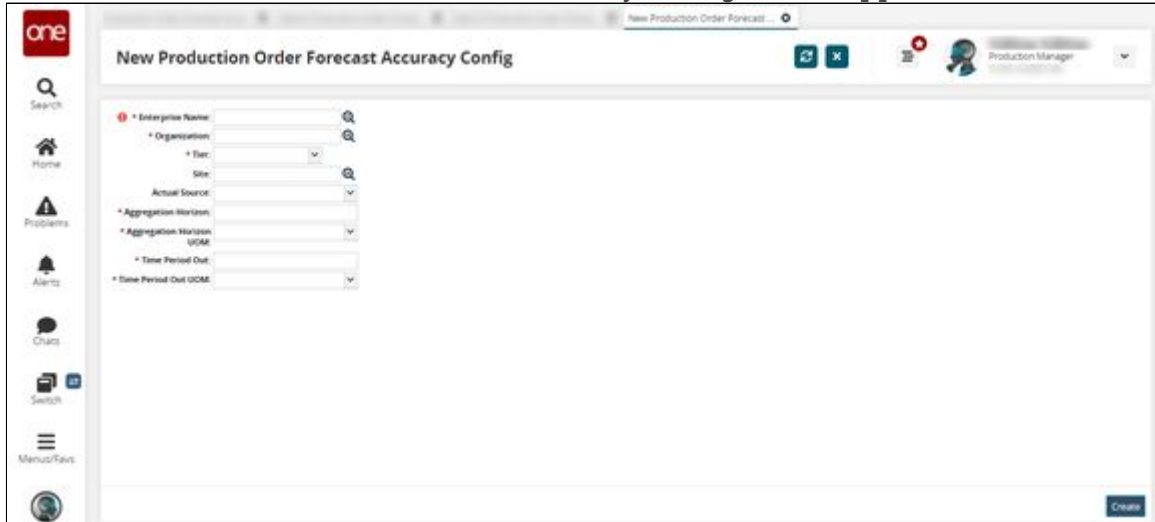 one
New Production Order Forecast ...
New Production Order Forecast Accuracy Config
Production Manager
Search
Home
Problems
Alerts
Chats
Switch
Menus/Favs
* Enterprise Name:
* Organization:
* Tier:
Site:
Actual Source:
* Aggregation Horizon:
* Aggregation Horizon
UOM:
* Time Period Out:
* Time Period Out UOM:
Create